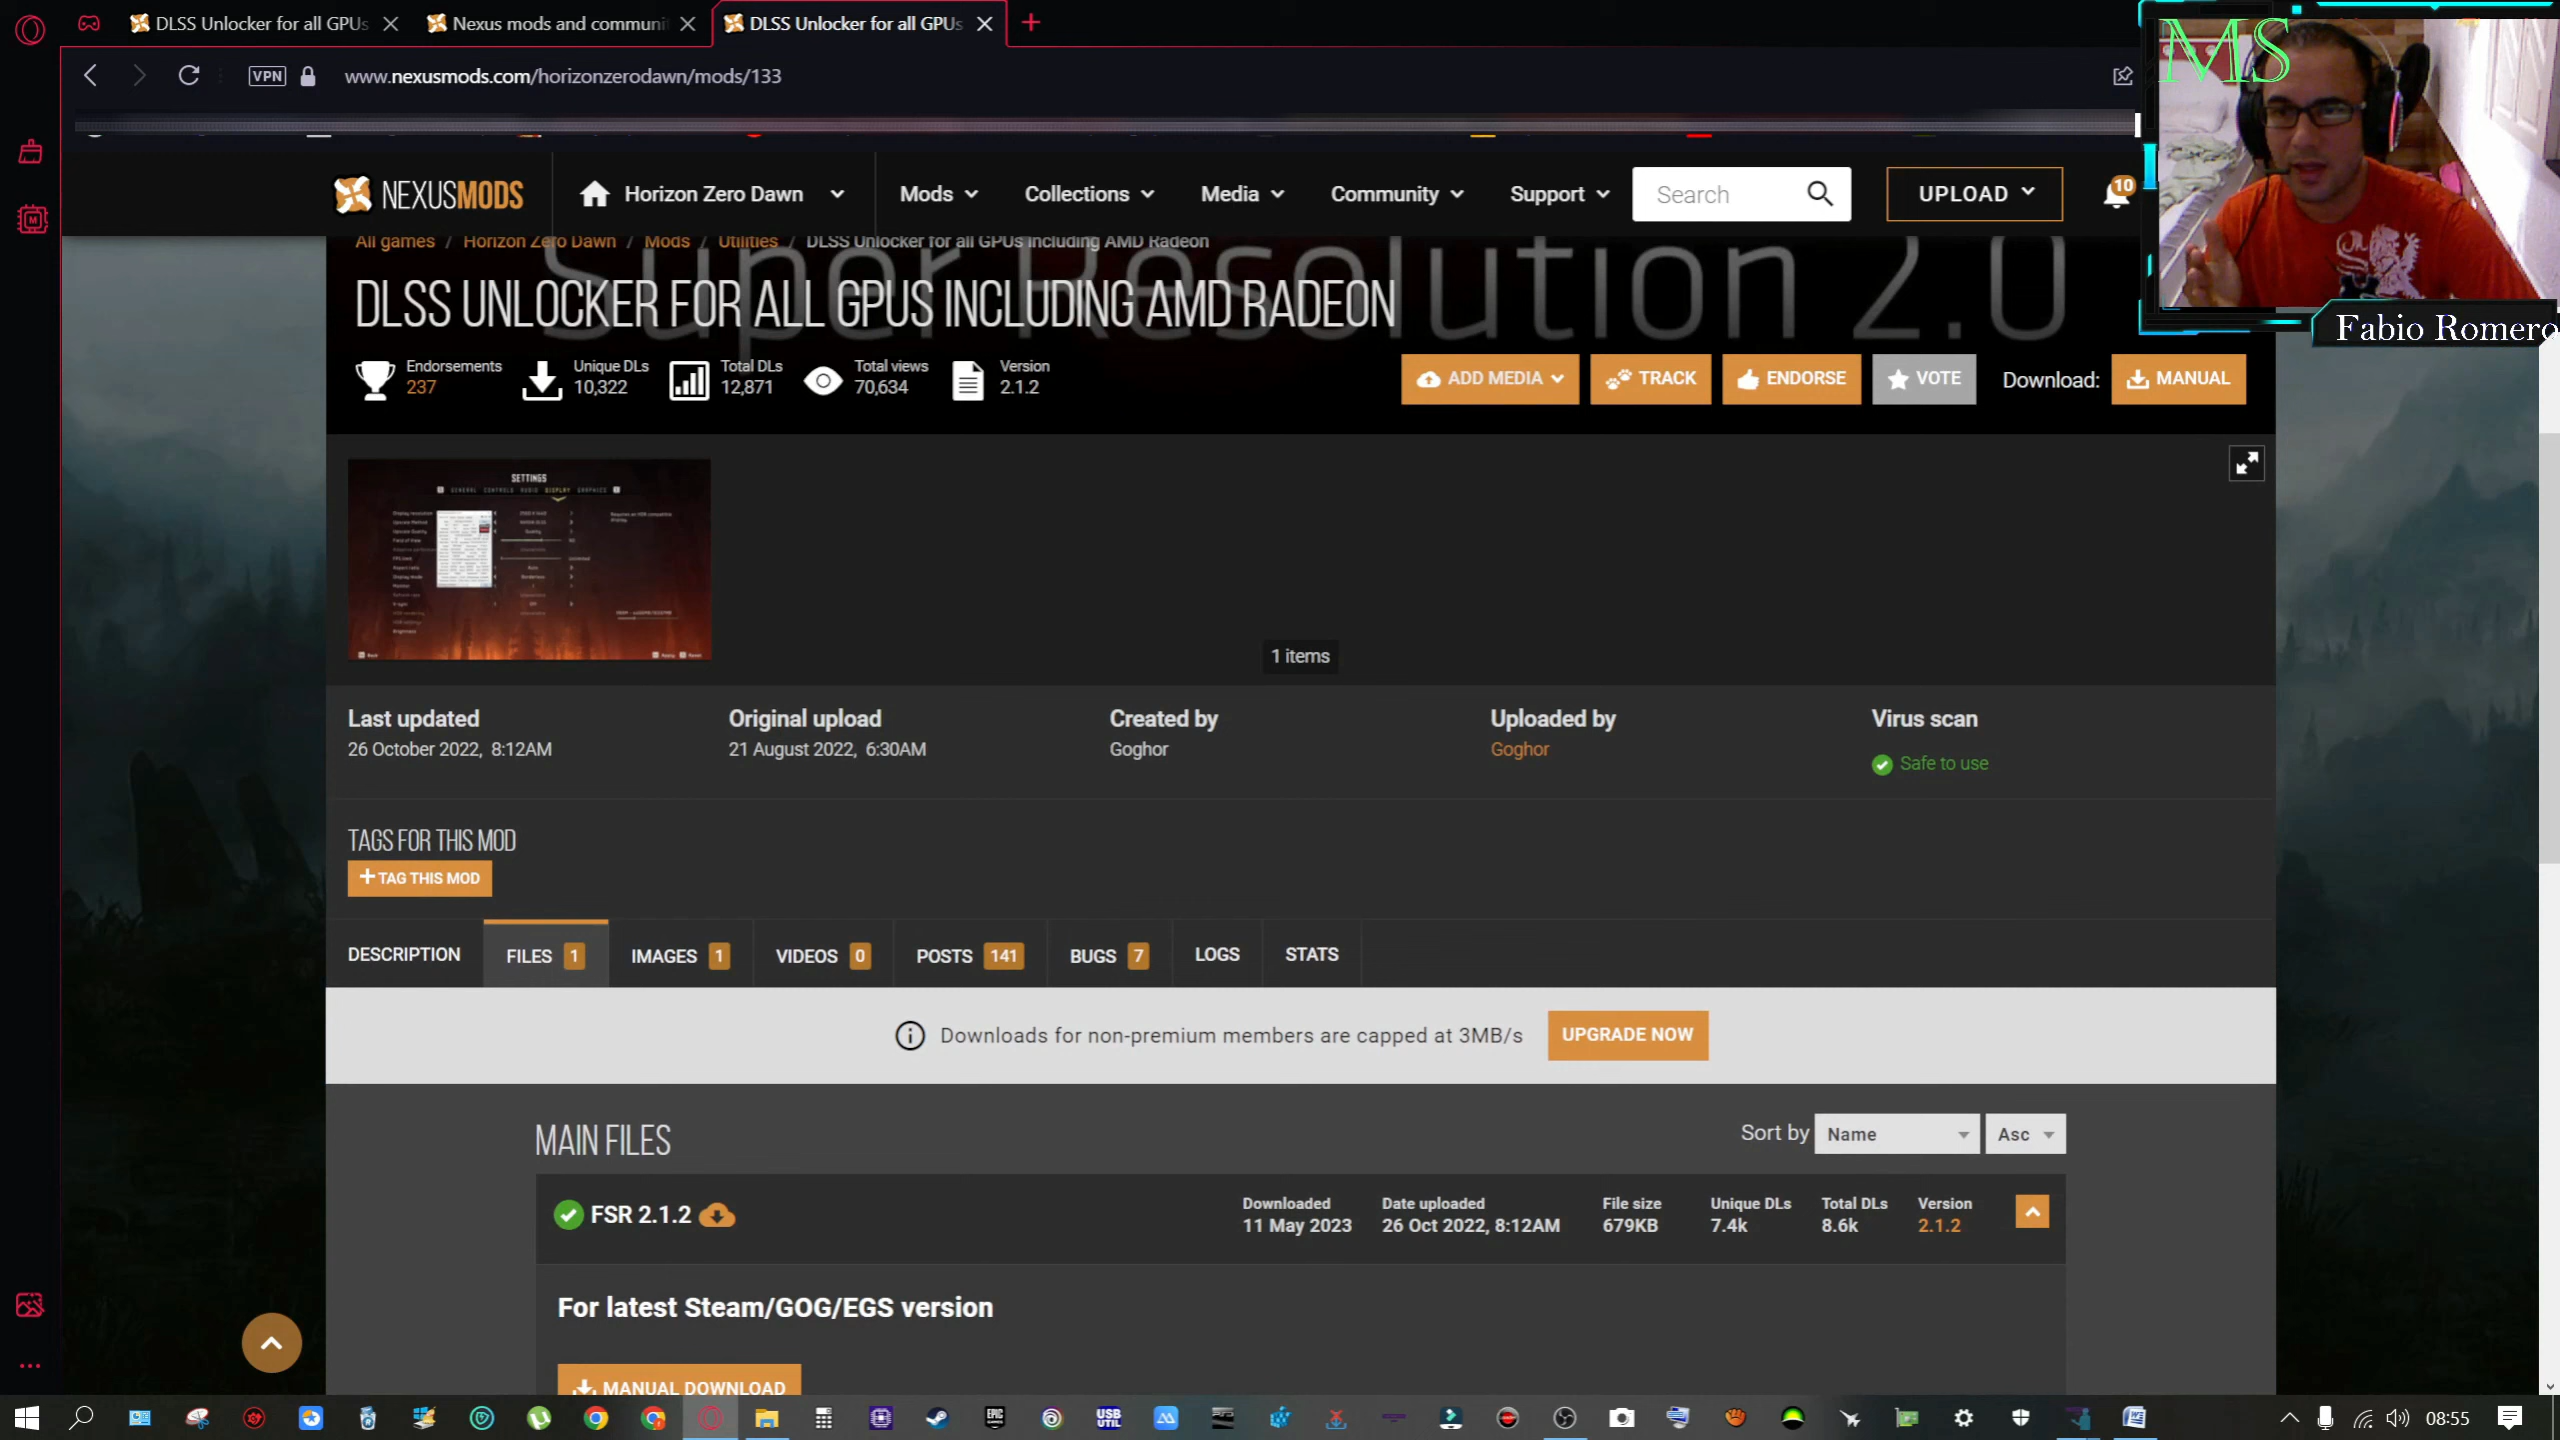 DLSS Unlocker for all GPUs
Nexus mods and communi
DLSS Unlocker for all GPUs
VPN
www.nexusmods.com/horizonzerodawn/mods/133
MS
Fabio Romero
NEXUSMODS
Horizon Zero Dawn
Mods
Collections
Media
Community
Support
Search
UPLOAD
10
All games / Horizon Zero Dawn / Mods / Utilities / DLSS Unlocker for all GPUs including AMD Radeon
Super Resolution 2.0
DLSS UNLOCKER FOR ALL GPUS INCLUDING AMD RADEON
Endorsements
237
Unique DLs
10,322
Total DLs
12,871
Total views
70,634
Version
2.1.2
ADD MEDIA
TRACK
ENDORSE
VOTE
Download:
MANUAL
SETTINGS
1 items
Last updated
26 October 2022, 8:12AM
Original upload
21 August 2022, 6:30AM
Created by
Goghor
Uploaded by
Goghor
Virus scan
Safe to use
TAGS FOR THIS MOD
+ TAG THIS MOD
DESCRIPTION
FILES 1
IMAGES 1
VIDEOS 0
POSTS 141
BUGS 7
LOGS
STATS
Downloads for non-premium members are capped at 3MB/s
UPGRADE NOW
MAIN FILES
Sort by Name Asc
FSR 2.1.2
Downloaded
11 May 2023
Date uploaded
26 Oct 2022, 8:12AM
File size
679KB
Unique DLs
7.4k
Total DLs
8.6k
Version
2.1.2
For latest Steam/GOG/EGS version
MANUAL DOWNLOAD
EPIC
USB
UTIL
08:55